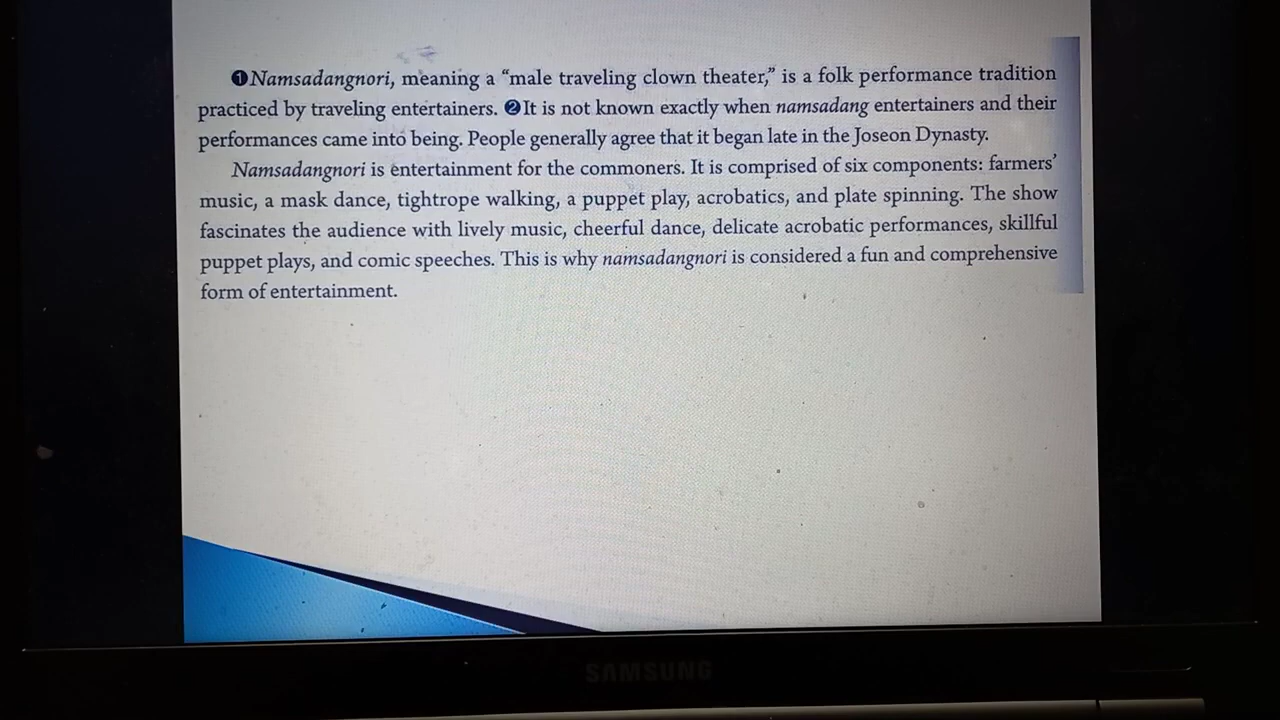 ❶Namsadangnori, meaning a “male traveling clown theater,” is a folk performance tradition
practiced by traveling entertainers. ❷It is not known exactly when namsadang entertainers and their
performances came into being. People generally agree that it began late in the Joseon Dynasty.
Namsadangnori is entertainment for the commoners. It is comprised of six components: farmers’
music, a mask dance, tightrope walking, a puppet play, acrobatics, and plate spinning. The show
fascinates the audience with lively music, cheerful dance, delicate acrobatic performances, skillful
puppet plays, and comic speeches. This is why namsadangnori is considered a fun and comprehensive
form of entertainment.
SAMSUNG